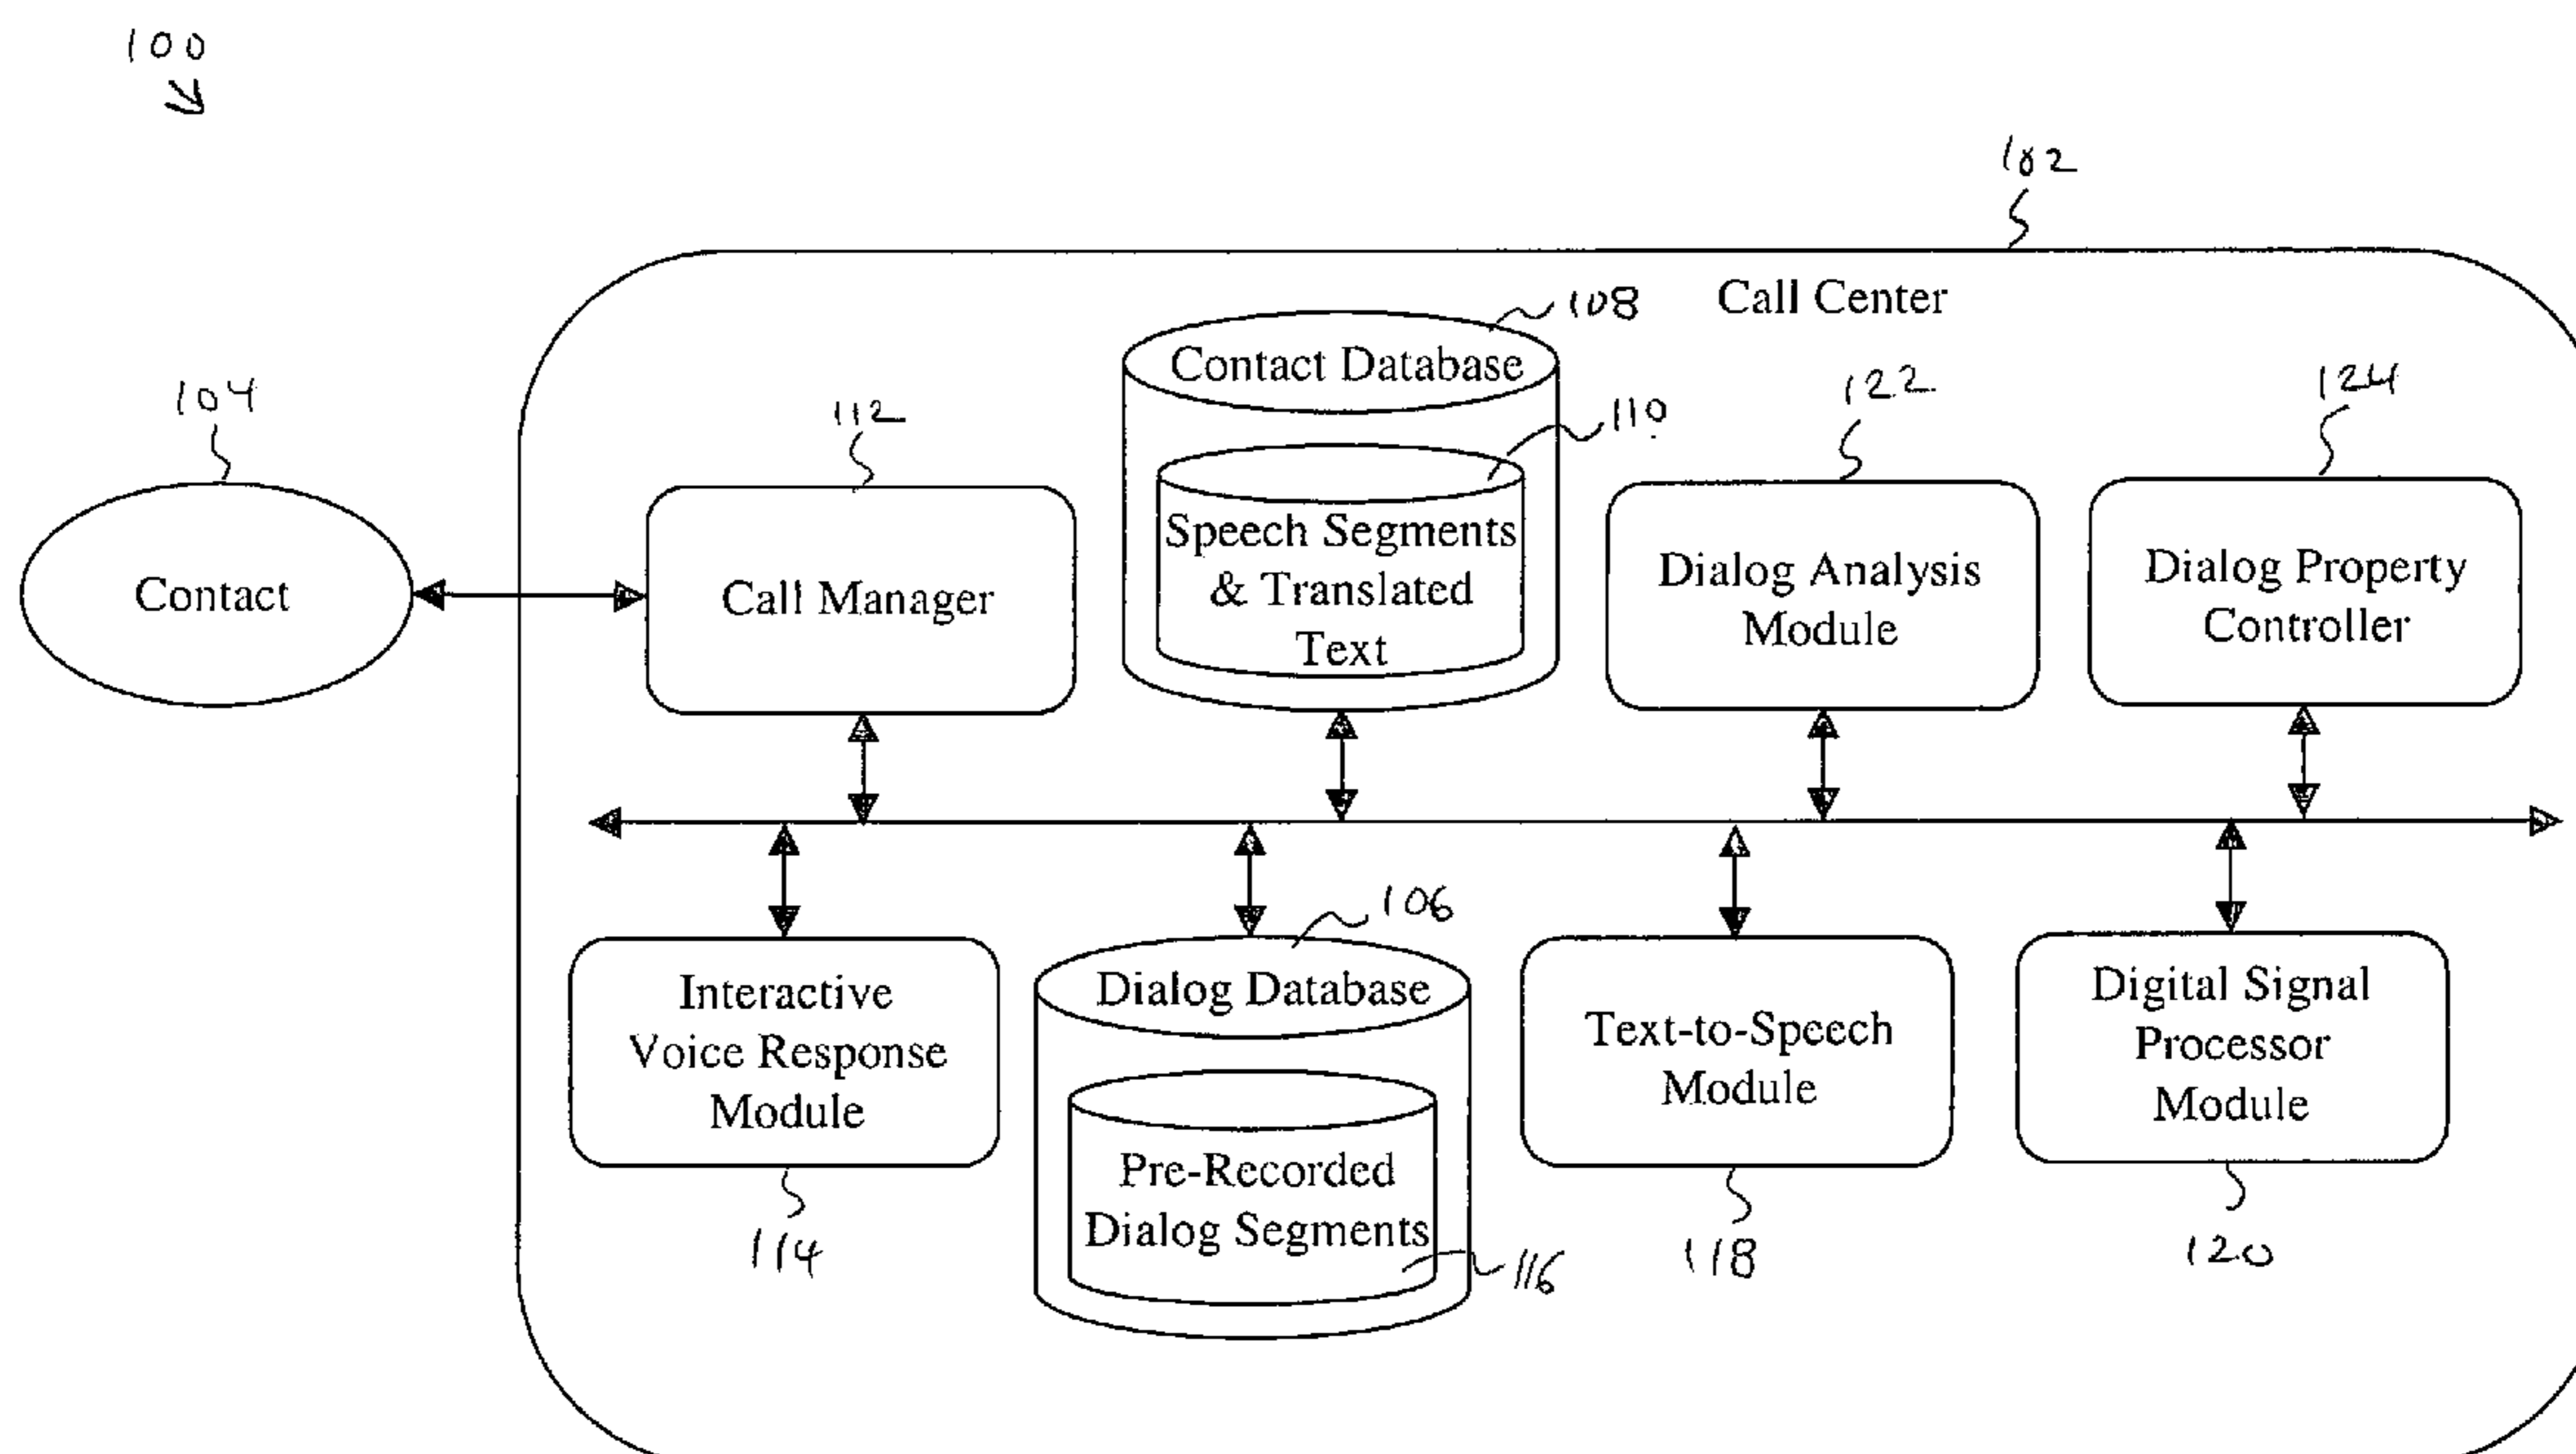 100
102
Call Center
108
Contact Database
110
Speech Segments
& Translated
Text
104
Contact
112
Call Manager
122
Dialog Analysis
Module
124
Dialog Property
Controller
Interactive
Voice Response
Module
114
106
Dialog Database
Pre-Recorded
Dialog Segments
116
Text-to-Speech
Module
118
Digital Signal
Processor
Module
120